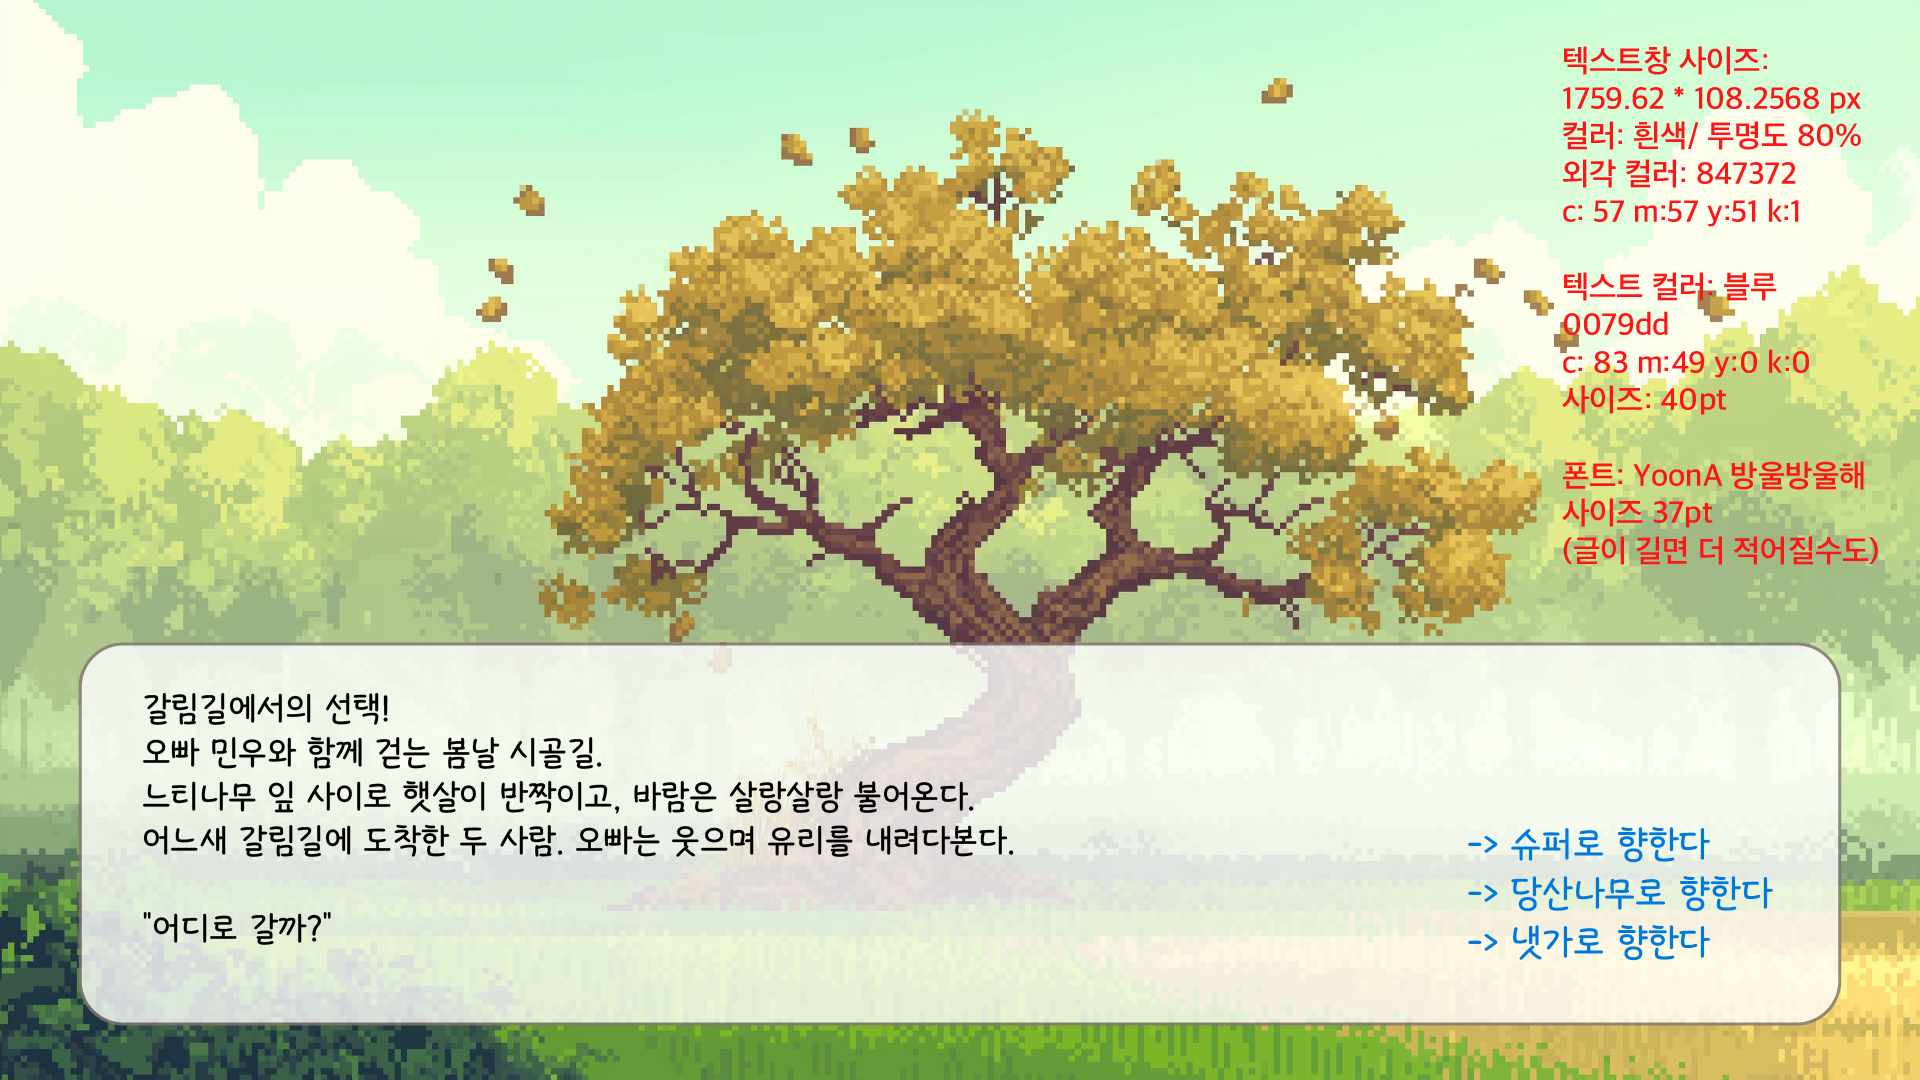 텍스트창 사이즈:
1759.62 * 108.2568 px
컬러: 흰색/ 투명도 80%
외각 컬러: 847372
c: 57 m:57 y:51 k:1
텍스트 컬러: 블루
0079dd
c: 83 m:49 y:0 k:0
사이즈: 40pt
폰트: YoonA 방울방울해
사이즈 37pt
(글이 길면 더 적어질수도)
갈림길에서의 선택!
오빠 민우와 함께 걷는 봄날 시골길.
느티나무 잎 사이로 햇살이 반짝이고, 바람은 살랑살랑 불어온다.
어느새 갈림길에 도착한 두 사람. 오빠는 웃으며 유리를 내려다본다.
"어디로 갈까?"
-> 슈퍼로 향한다
-> 당산나무로 향한다
-> 냇가로 향한다